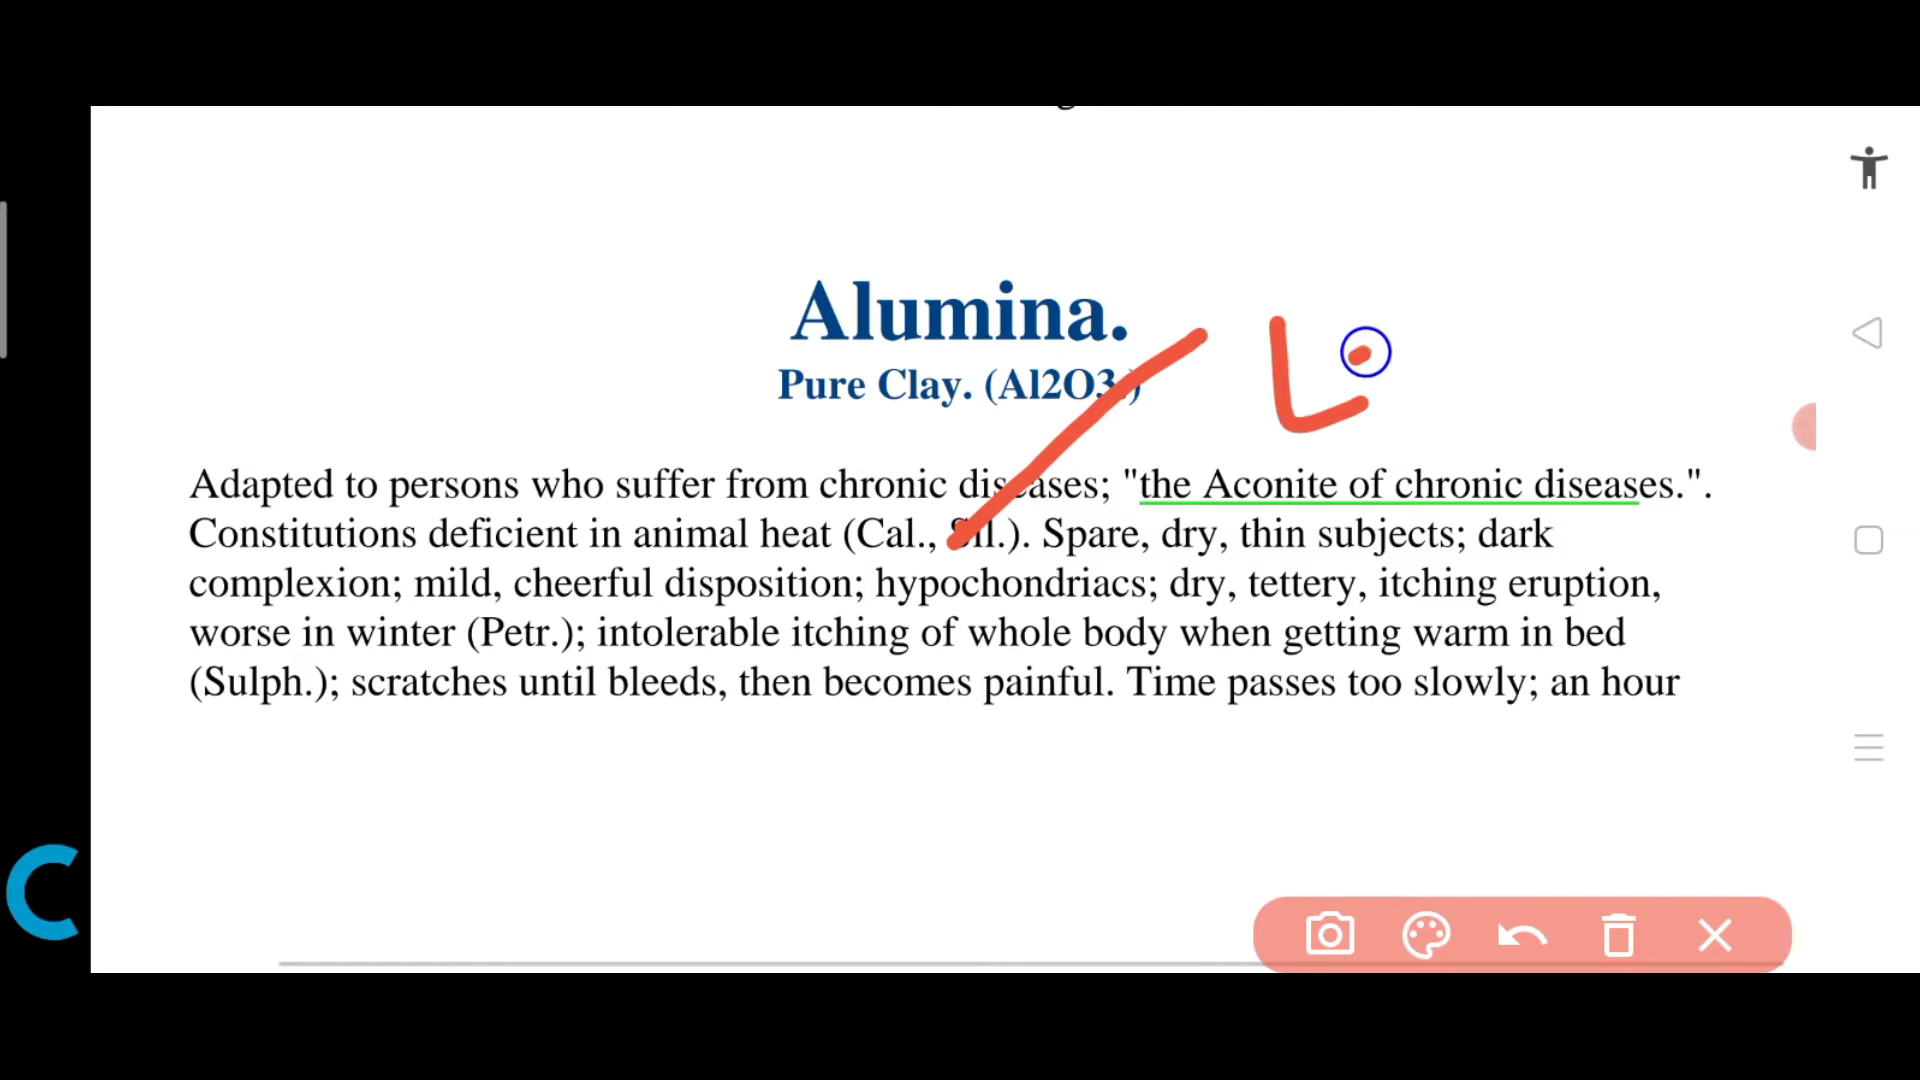 Alumina.
Pure Clay. (Al2O3.)
Adapted to persons who suffer from chronic diseases; "the Aconite of chronic diseases.".
Constitutions deficient in animal heat (Cal., Sil.). Spare, dry, thin subjects; dark
complexion; mild, cheerful disposition; hypochondriacs; dry, tettery, itching eruption,
worse in winter (Petr.); intolerable itching of whole body when getting warm in bed
(Sulph.); scratches until bleeds, then becomes painful. Time passes too slowly; an hour
L
C